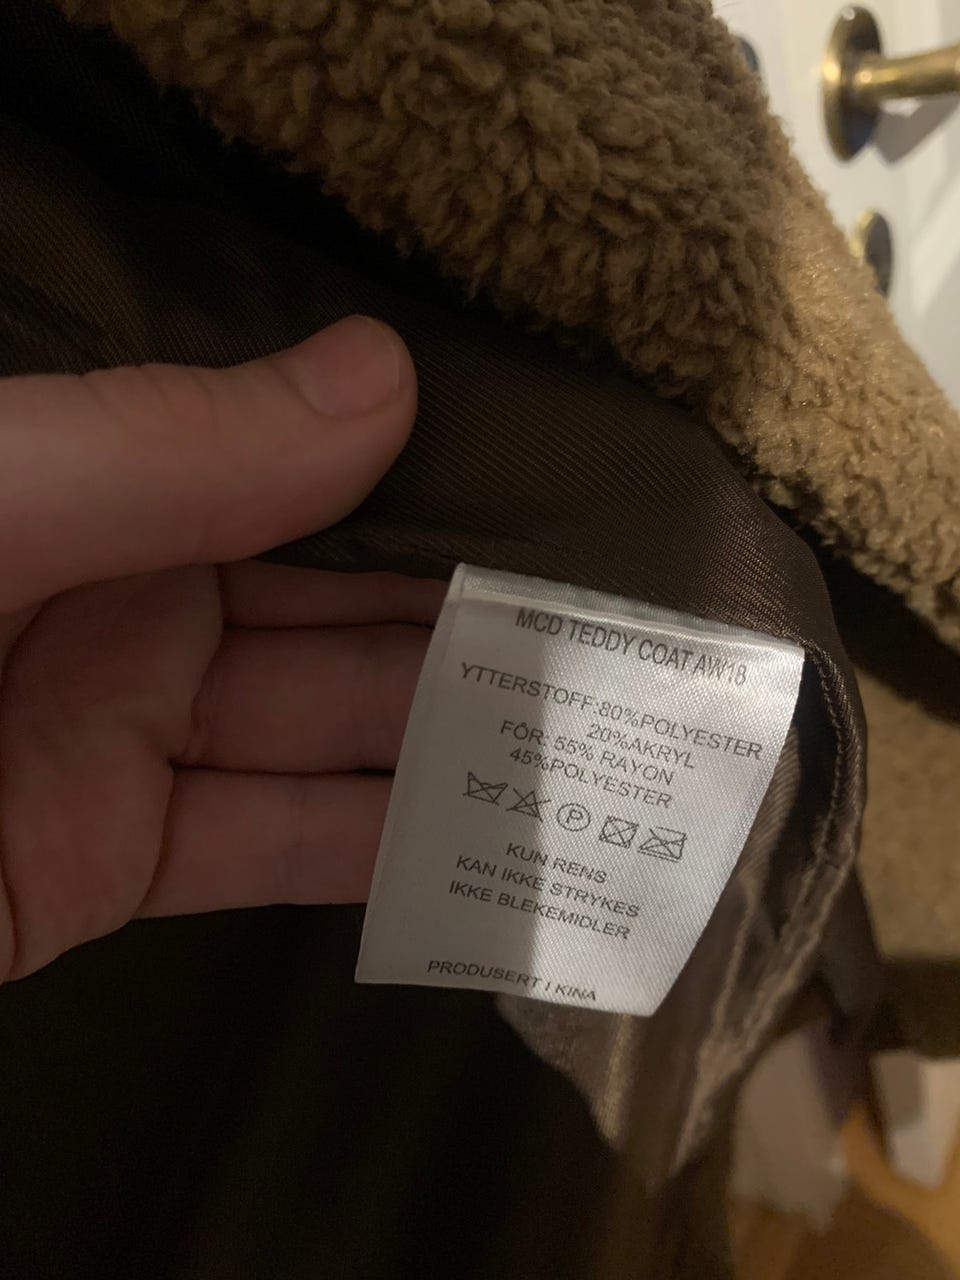 MCD TEDDY COAT AW18
YTTERSTOFF:80%POLYESTER
20%AKRYL
FÔR: 55% RAYON
45%POLYESTER
P
KUN RENS
KAN IKKE STRYKES
IKKE BLEKEMIDLER
PRODUSERT I KINA